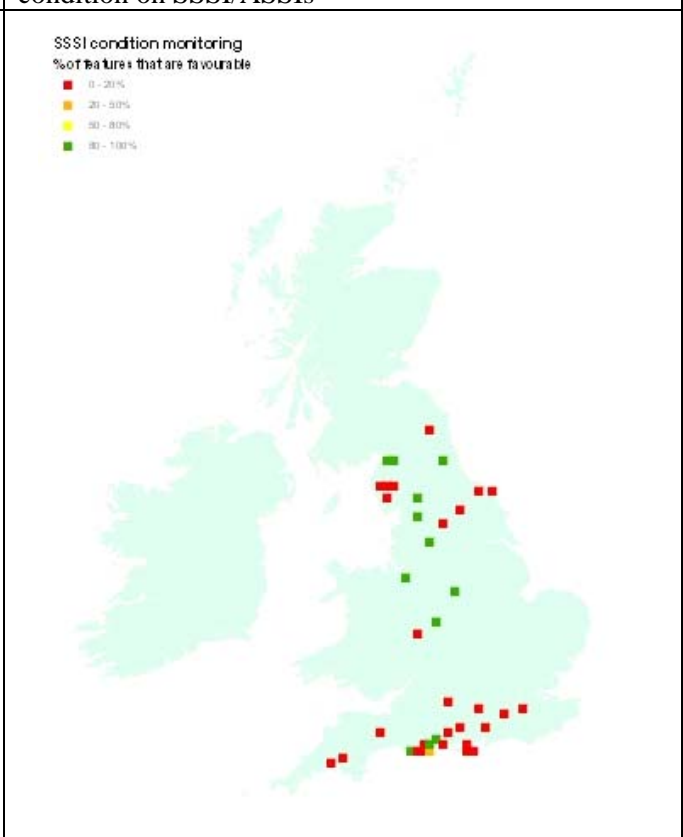 condition on SSSI/ASSIs
SSSI condition monitoring
% of features that are favourable
0 - 20%
20 - 50%
50 - 80%
80 - 100%